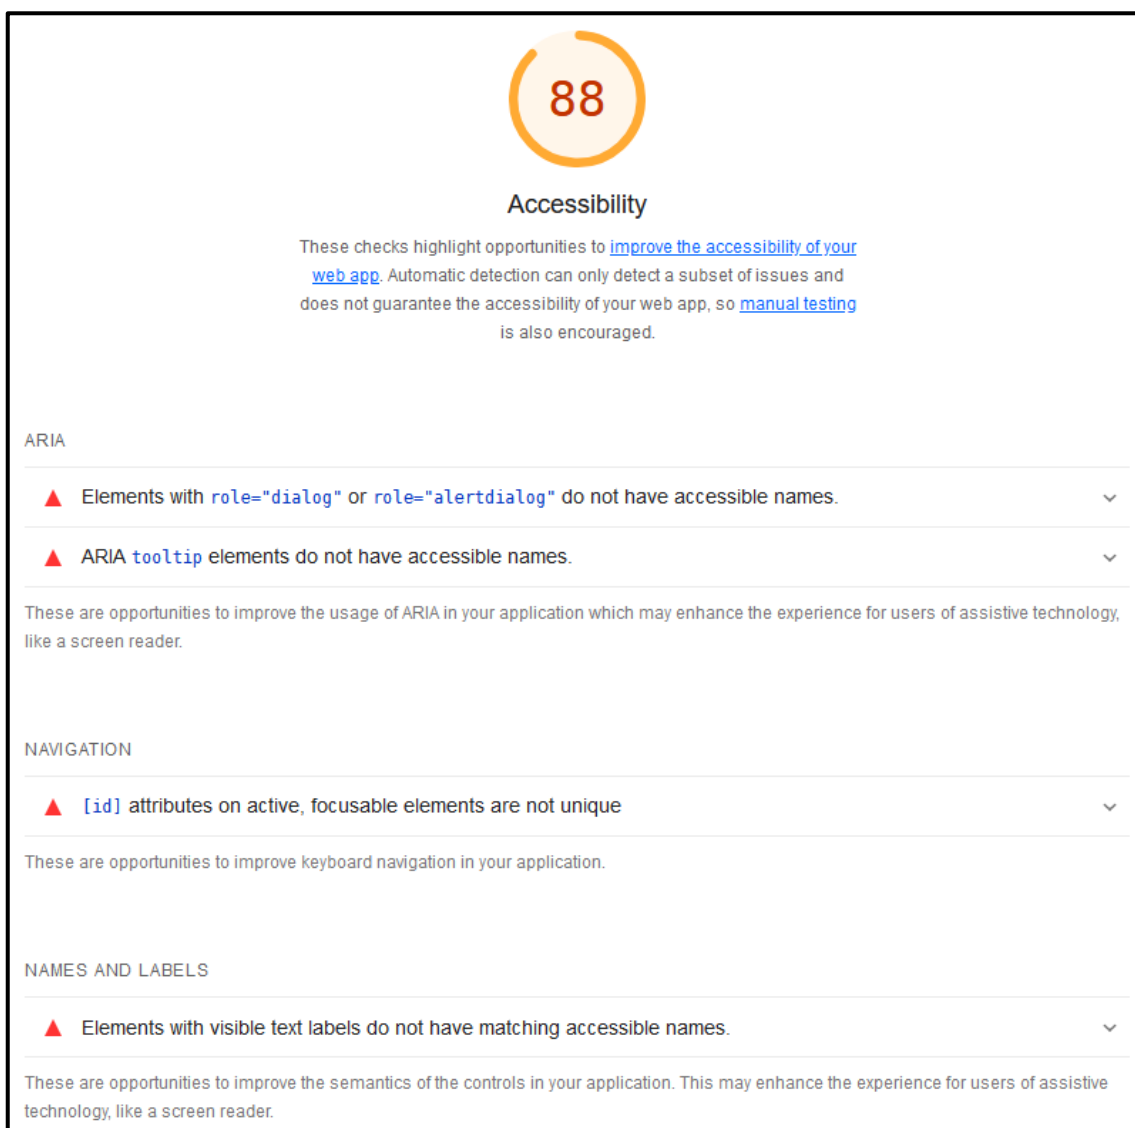 88
Accessibility
These checks highlight opportunities to improve the accessibility of your
web app. Automatic detection can only detect a subset of issues and
does not guarantee the accessibility of your web app, so manual testing
is also encouraged.
ARIA
Elements with role="dialog" or role="alertdialog" do not have accessible names.
ARIA tooltip elements do not have accessible names.
These are opportunities to improve the usage of ARIA in your application which may enhance the experience for users of assistive technology,
like a screen reader.
NAVIGATION
[id] attributes on active, focusable elements are not unique
These are opportunities to improve keyboard navigation in your application.
NAMES AND LABELS
Elements with visible text labels do not have matching accessible names.
These are opportunities to improve the semantics of the controls in your application. This may enhance the experience for users of assistive
technology, like a screen reader.